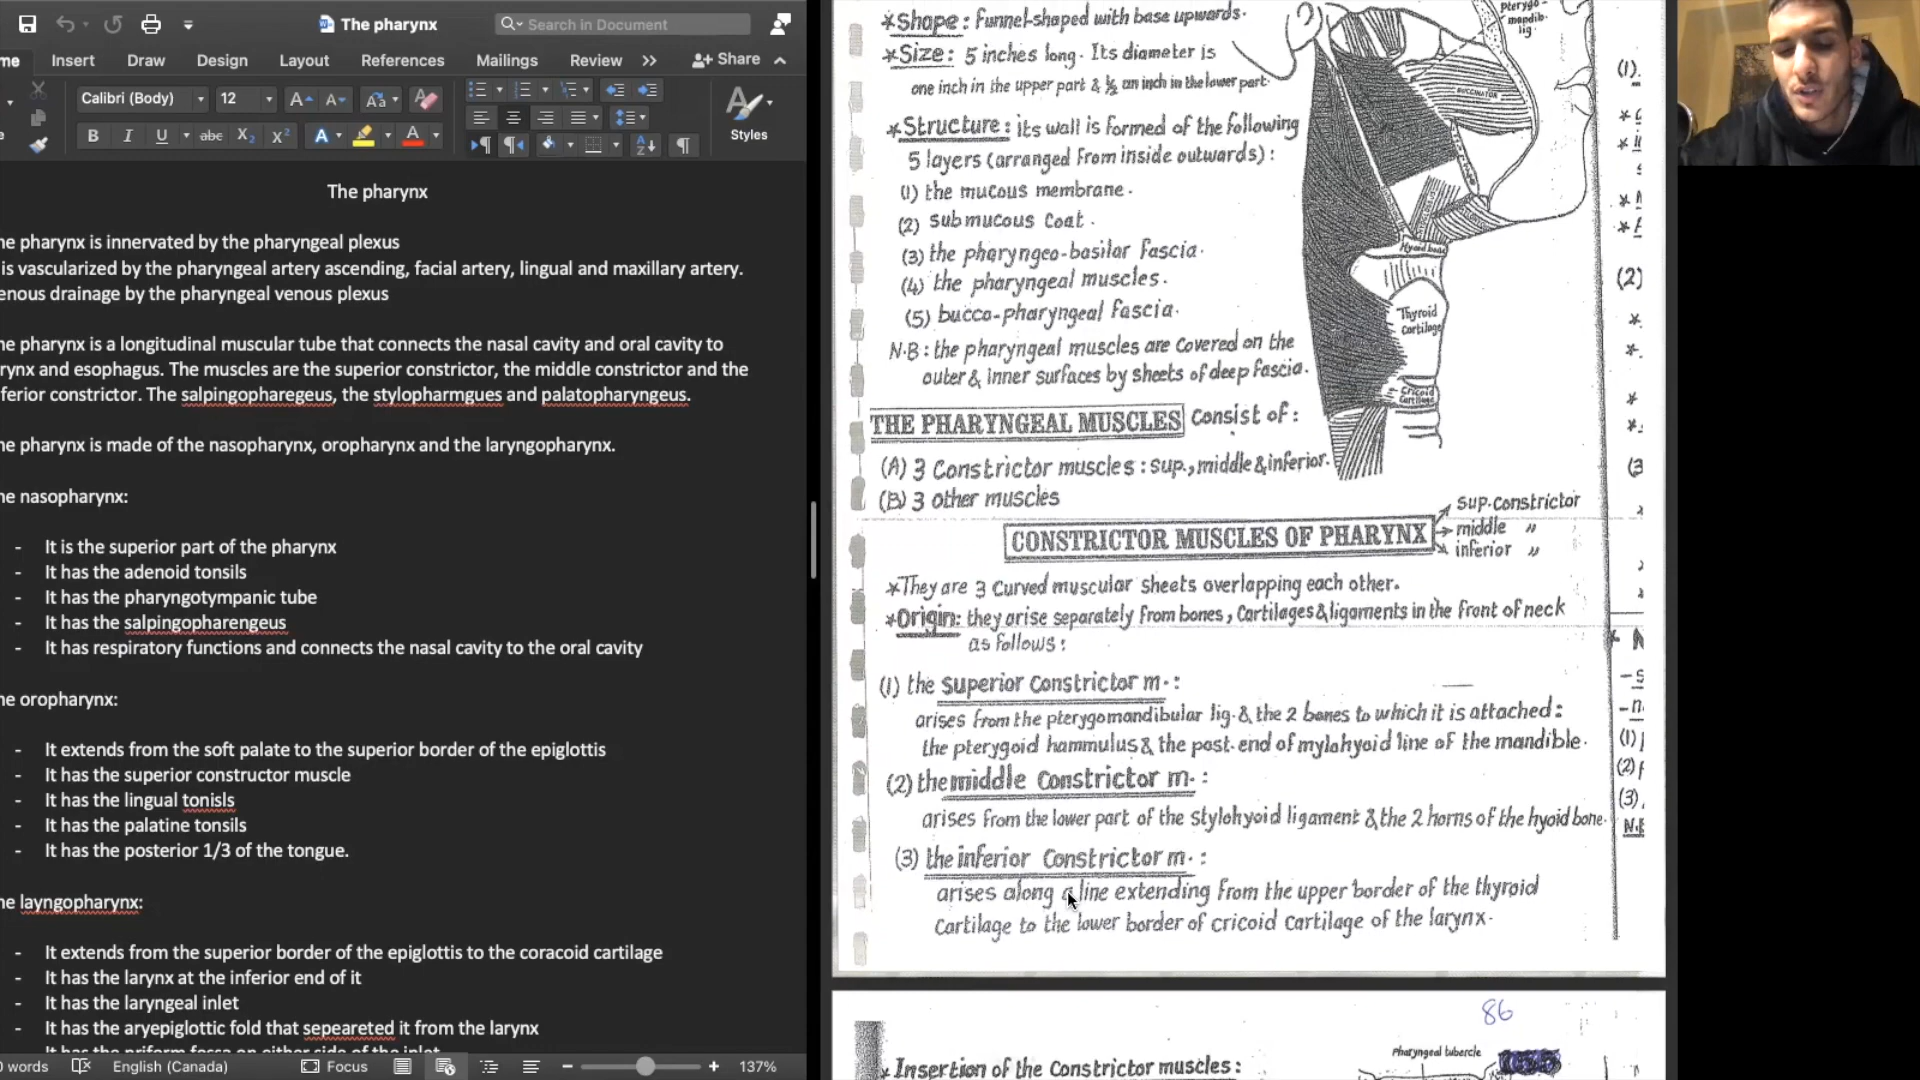 The pharynx
Search in Document
Insert
Draw
Design
Layout
References
Mailings
Review
Share
Calibri (Body)
12
Styles
The pharynx
he pharynx is innervated by the pharyngeal plexus
is vascularized by the pharyngeal artery ascending, facial artery, lingual and maxillary artery.
enous drainage by the pharyngeal venous plexus
he pharynx is a longitudinal muscular tube that connects the nasal cavity and oral cavity to
rynx and esophagus. The muscles are the superior constrictor, the middle constrictor and the
ferior constrictor. The salpingopharegeus, the stylopharmgues and palatopharyngeus.
he pharynx is made of the nasopharynx, oropharynx and the laryngopharynx.
he nasopharynx:
- It is the superior part of the pharynx
- It has the adenoid tonsils
- It has the pharyngotympanic tube
- It has the salpingopharengeus
- It has respiratory functions and connects the nasal cavity to the oral cavity
he oropharynx:
- It extends from the soft palate to the superior border of the epiglottis
- It has the superior constructor muscle
- It has the lingual tonisls
- It has the palatine tonsils
- It has the posterior 1/3 of the tongue.
he layngopharynx:
- It extends from the superior border of the epiglottis to the coracoid cartilage
- It has the larynx at the inferior end of it
- It has the laryngeal inlet
- It has the aryepiglottic fold that sepeareted it from the larynx
words
English (Canada)
Focus
137%
*Shape: funnel-shaped with base upwards.
*Size: 5 inches long. Its diameter is
one inch in the upper part & ½ an inch in the lower part.
*Structure: its wall is formed of the following
5 layers (arranged from inside outwards):
(1) the mucous membrane.
(2) submucous coat.
(3) the pharyngeo-basilar fascia.
(4) the pharyngeal muscles.
(5) bucco-pharyngeal fascia.
N.B: the pharyngeal muscles are covered on the
outer & inner surfaces by sheets of deep fascia.
Pterygo-
mandib.
lig
BUCCINATOR
Hyoid bone
Thyroid
Cartilage
Cricoid
Cartilage
THE PHARYNGEAL MUSCLES Consist of:
(A) 3 Constrictor muscles: sup., middle & inferior.
(B) 3 other muscles
CONSTRICTOR MUSCLES OF PHARYNX
Sup. Constrictor
middle "
inferior "
*They are 3 curved muscular sheets overlapping each other.
*Origin: they arise separately from bones, cartilages & ligaments in the front of neck
as follows:
(1) the Superior Constrictor m.:
arises from the pterygomandibular lig. & the 2 bones to which it is attached:
the pterygoid hammulus & the post. end of mylohyoid line of the mandible.
(2) the middle Constrictor m.:
arises from the lower part of the stylohyoid ligament & the 2 horns of the hyoid bone.
(3) the inferior Constrictor m.:
arises along a line extending from the upper border of the thyroid
Cartilage to the lower border of cricoid cartilage of the larynx.
86
*Insertion of the Constrictor muscles:
Pharyngeal tubercle
(1).
(2)
(3
(1)
(2)
(3)